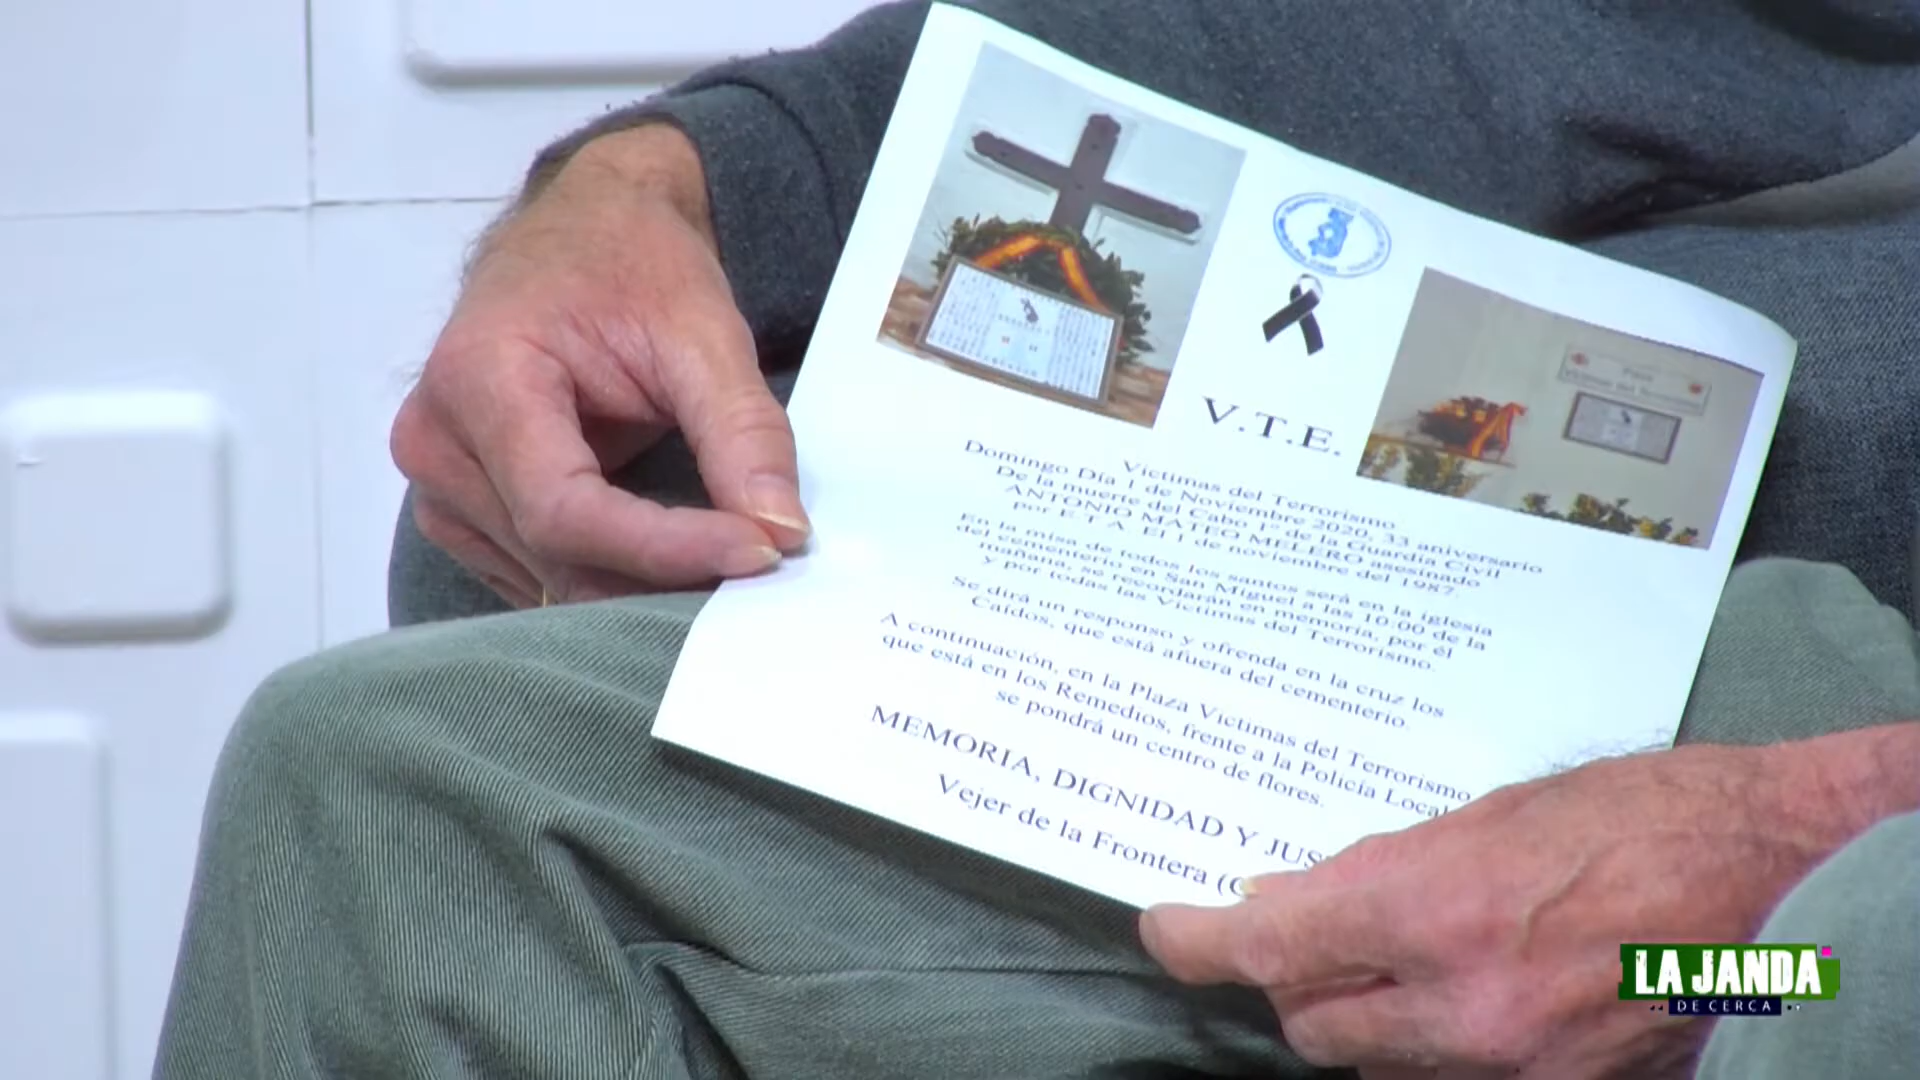 V.T.E.
Víctimas del Terrorismo.
Domingo Día 1 de Noviembre 2020, 33 aniversario
De la muerte del Cabo 1º de la Guardia Civil
ANTONIO MATEO MELERO asesinado
por E.T.A. El 1 de noviembre del 1987.
En la misa de todos los santos será en la iglesia
del cementerio en San Miguel a las 10:00 de la
mañana, se recordarán en memoria, por él
y por todas las Víctimas del Terrorismo.
Se dirá un responso y ofrenda en la cruz los
Caídos, que está afuera del cementerio.
A continuación, en la Plaza Víctimas del Terrorismo
que está en los Remedios, frente a la Policía Local
se pondrá un centro de flores.
MEMORIA, DIGNIDAD Y JUS
Vejer de la Frontera (C
LA JANDA
DE CERCA